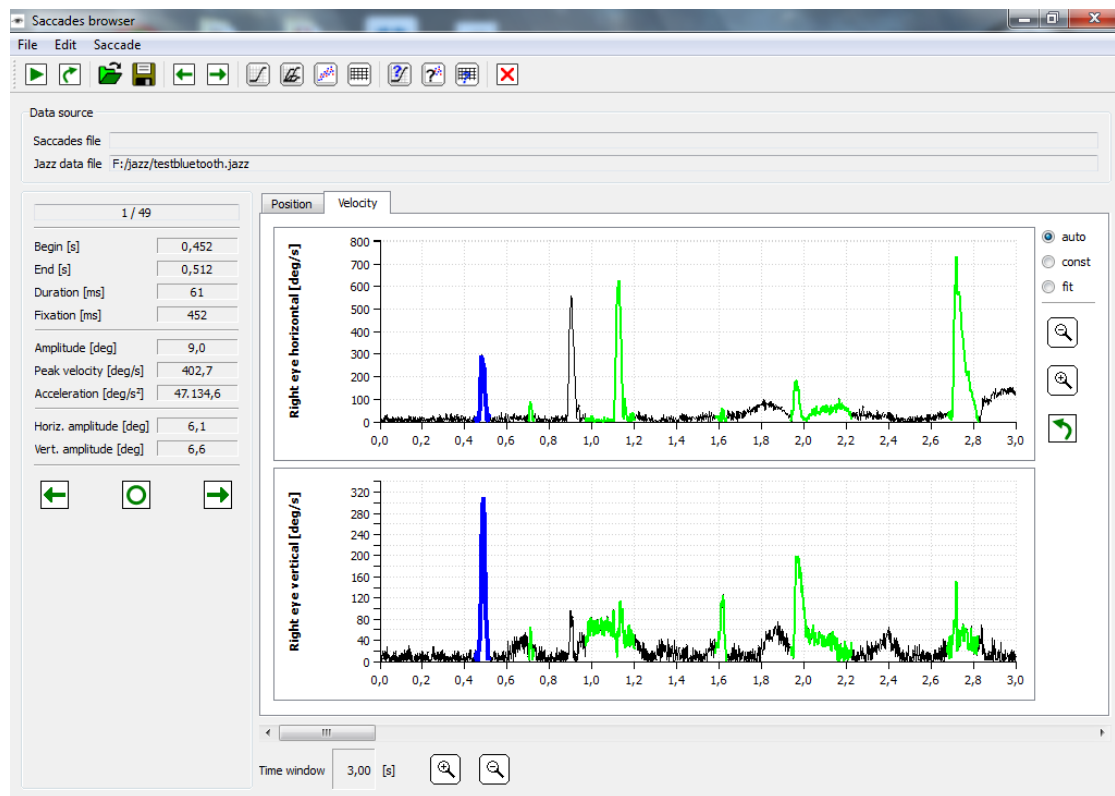 Saccades browser
File Edit Saccade
Data source
Saccades file
Jazz data file F:/jazz/testbluetooth.jazz
1 / 49
Begin [s] 0,452
End [s] 0,512
Duration [ms] 61
Fixation [ms] 452
Amplitude [deg] 9,0
Peak velocity [deg/s] 402,7
Acceleration [deg/s²] 47.134,6
Horiz. amplitude [deg] 6,1
Vert. amplitude [deg] 6,6
Position Velocity
Right eye horizontal [deg/s]
800
700
600
500
400
300
200
100
0
0,0 0,2 0,4 0,6 0,8 1,0 1,2 1,4 1,6 1,8 2,0 2,2 2,4 2,6 2,8 3,0
auto
const
fit
Right eye vertical [deg/s]
320
280
240
200
160
120
80
40
0
0,0 0,2 0,4 0,6 0,8 1,0 1,2 1,4 1,6 1,8 2,0 2,2 2,4 2,6 2,8 3,0
Time window 3,00 [s]